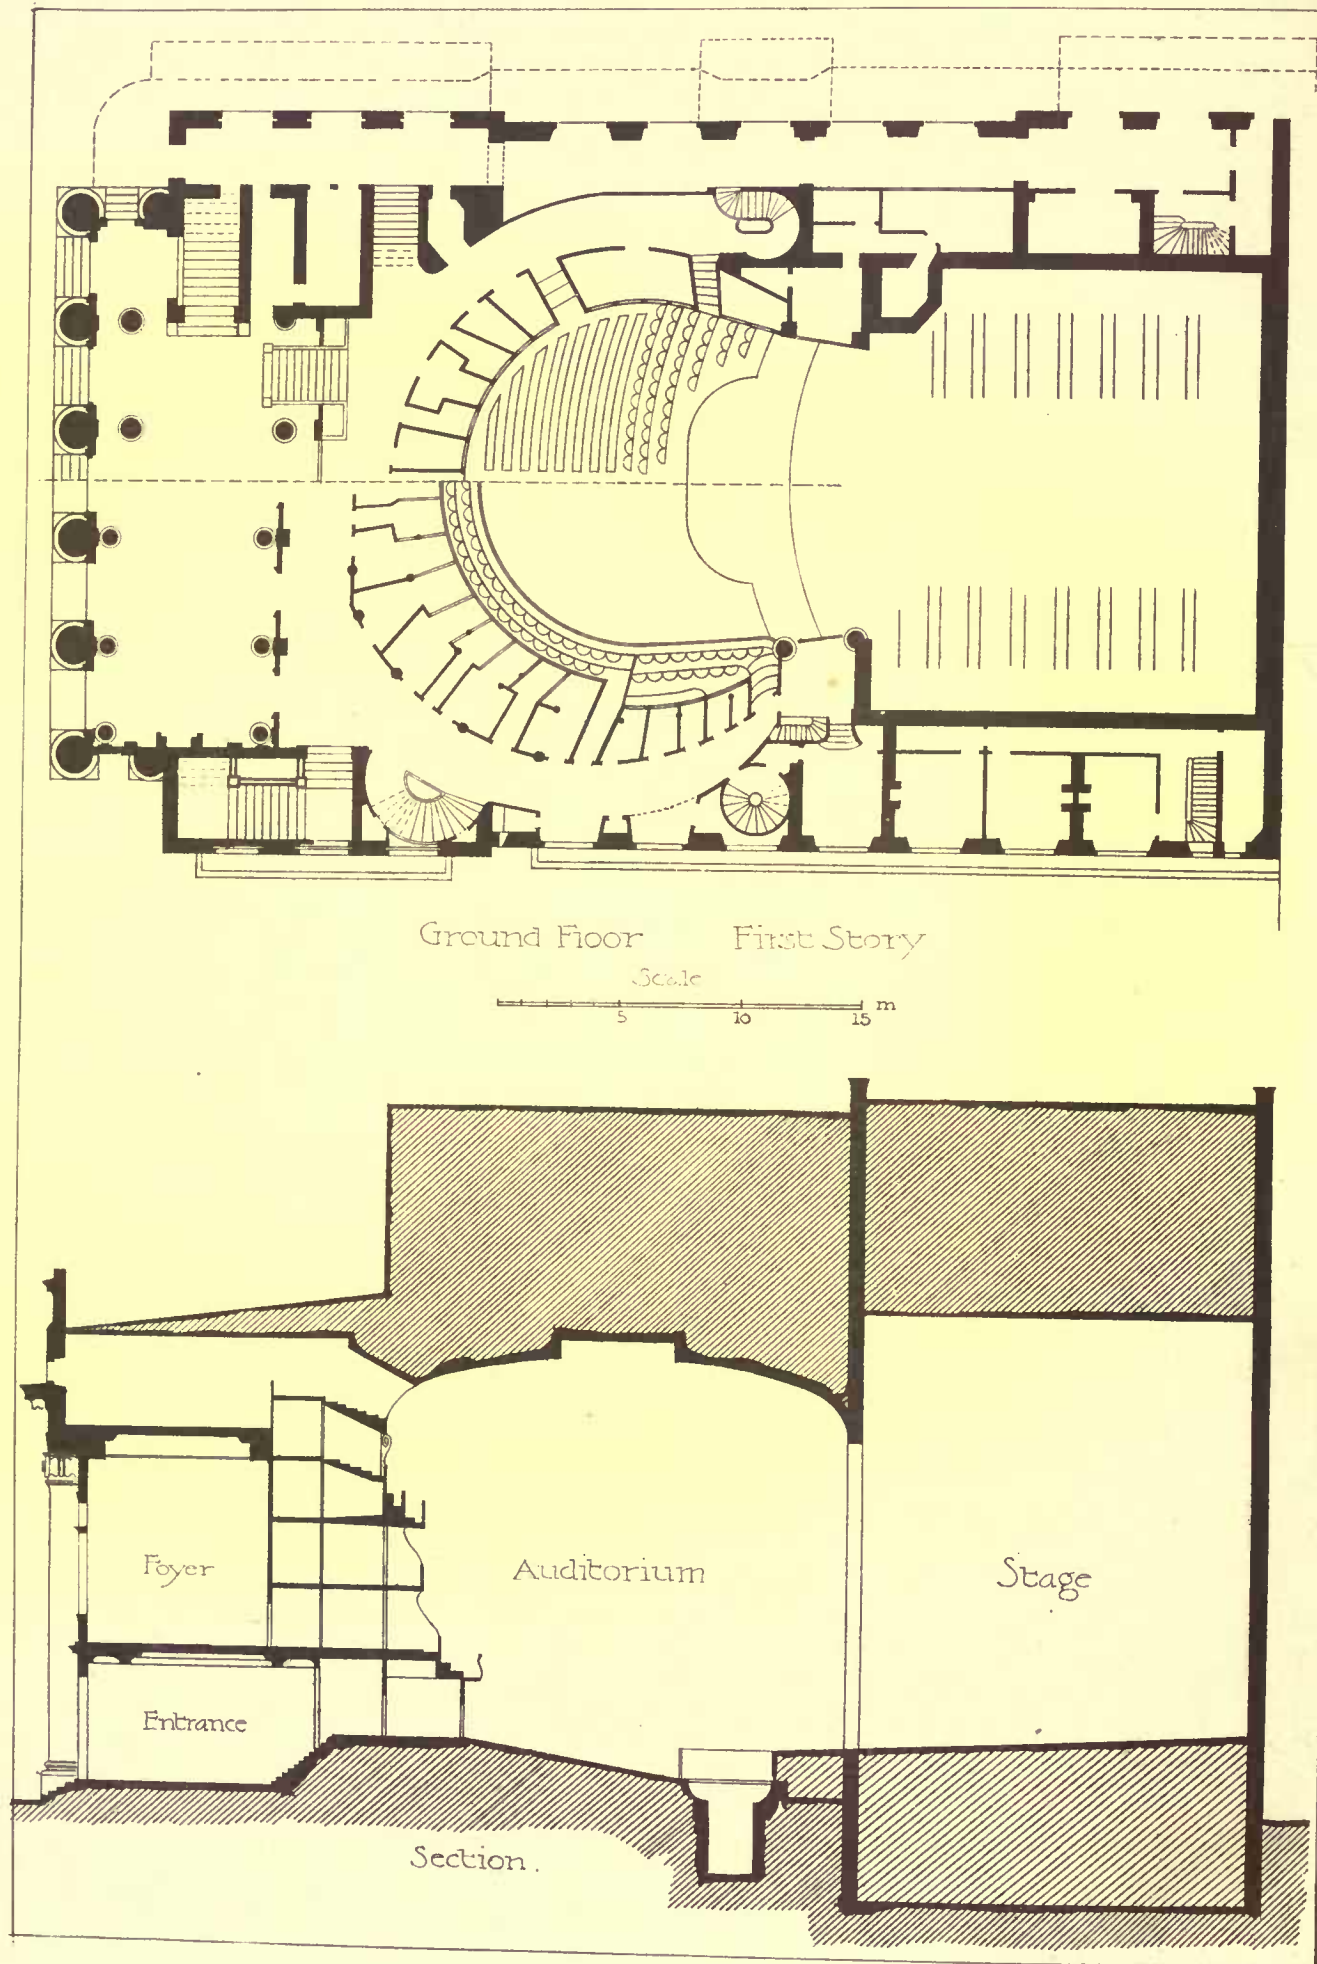 Ground Floor First Story
Scale
m
5 10 15
Foyer
Auditorium
Stage
Entrance
Section.